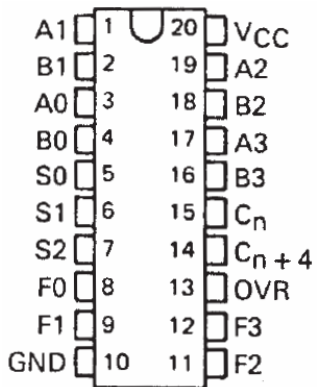 A1 1 20 VCC
B1 2 19 A2
A0 3 18 B2
B0 4 17 A3
S0 5 16 B3
S1 6 15 Cn
S2 7 14 Cn + 4
F0 8 13 OVR
F1 9 12 F3
GND 10 11 F2